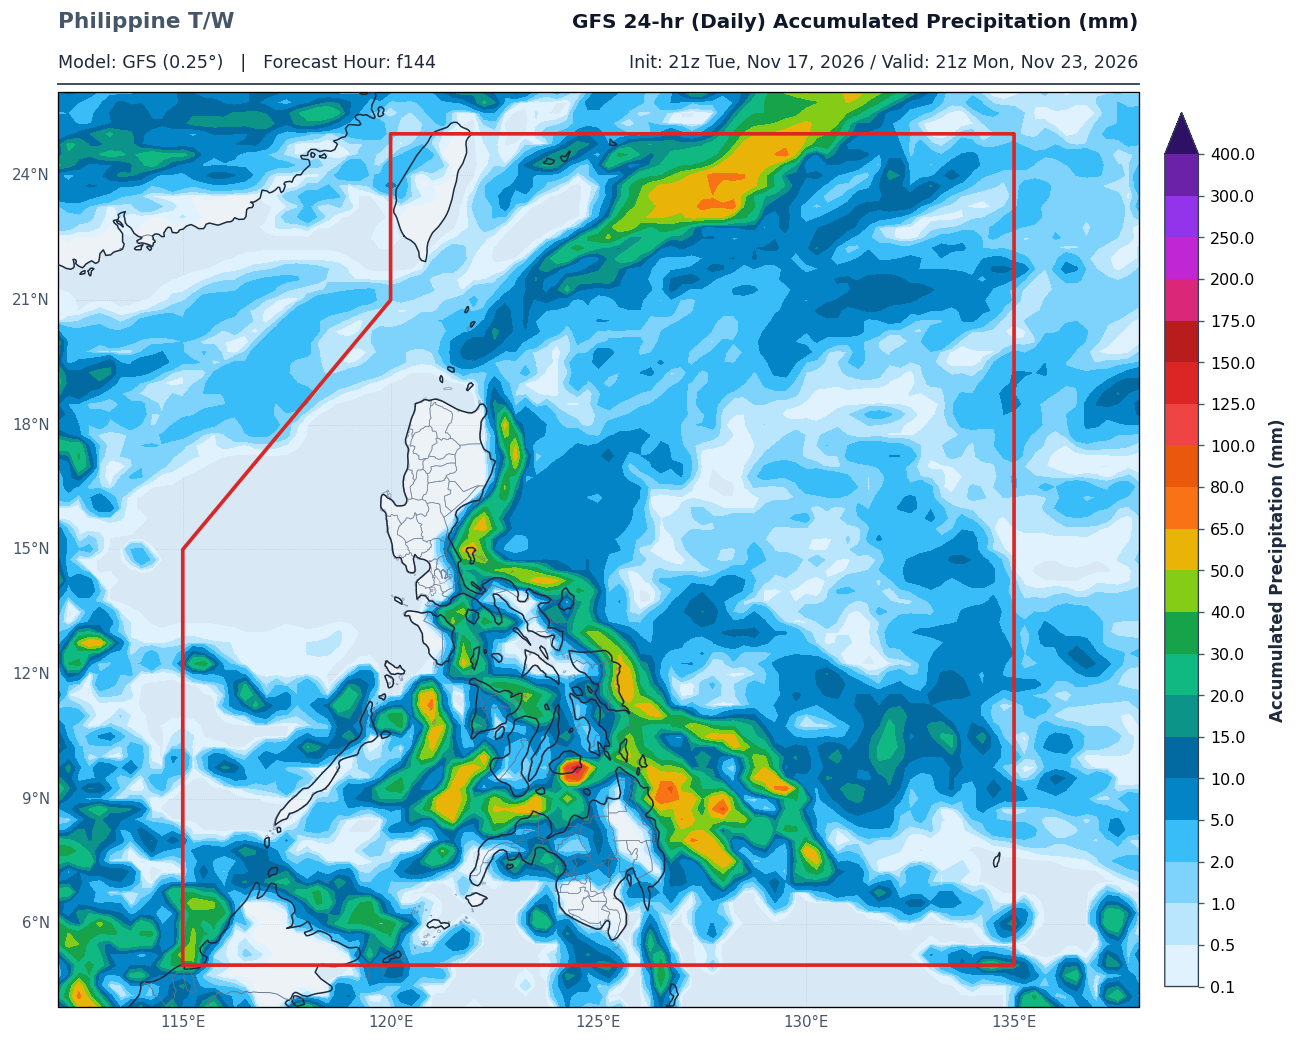 Philippine T/W
GFS 24-hr (Daily) Accumulated Precipitation (mm)
Model: GFS (0.25°) | Forecast Hour: f144
Init: 21z Tue, Nov 17, 2026 / Valid: 21z Mon, Nov 23, 2026
24°N
21°N
18°N
15°N
12°N
9°N
6°N
115°E
120°E
125°E
130°E
135°E
400.0
300.0
250.0
200.0
175.0
150.0
125.0
100.0
80.0
65.0
50.0
40.0
30.0
20.0
15.0
10.0
5.0
2.0
1.0
0.5
0.1
Accumulated Precipitation (mm)